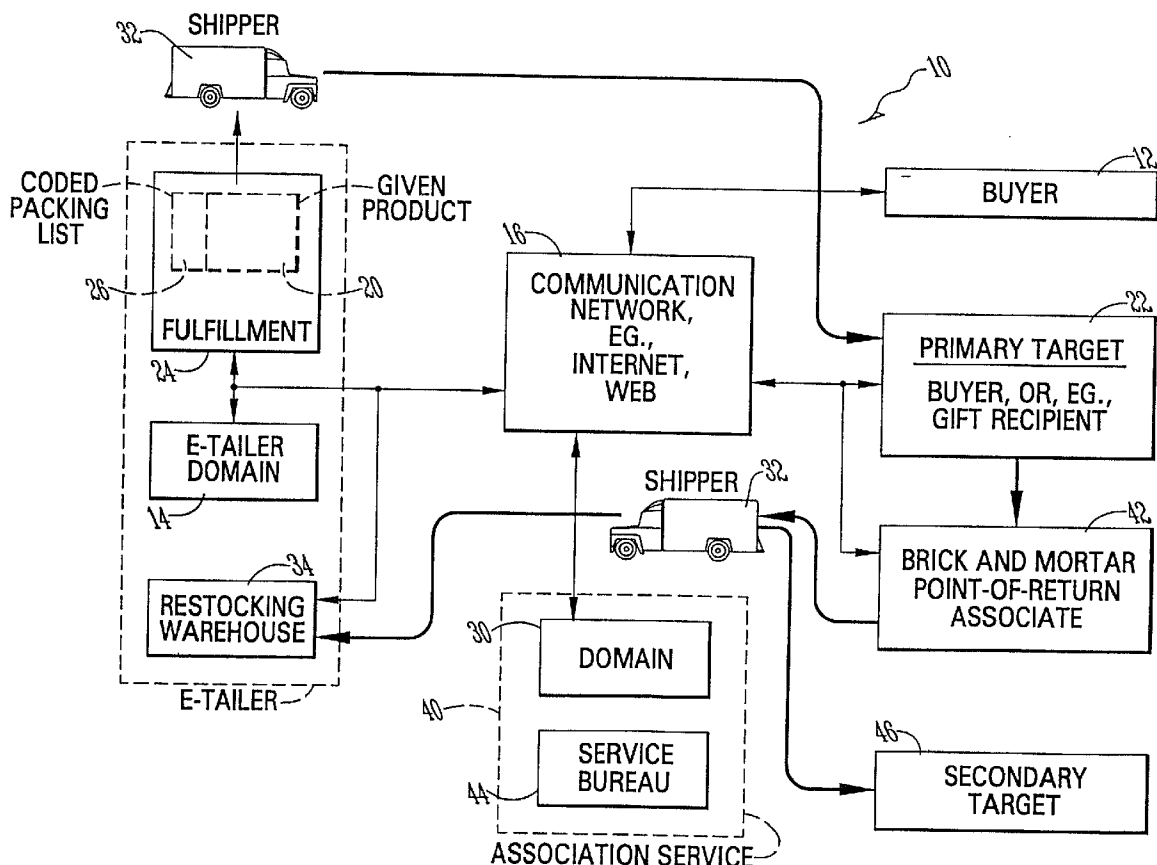 SHIPPER
32
10
CODED
PACKING
LIST
GIVEN
PRODUCT
26
20
FULFILLMENT
24
E-TAILER
DOMAIN
14
34
RESTOCKING
WAREHOUSE
E-TAILER
16
COMMUNICATION
NETWORK,
EG.,
INTERNET,
WEB
12
BUYER
22
PRIMARY TARGET
BUYER, OR, EG.,
GIFT RECIPIENT
SHIPPER
32
42
BRICK AND MORTAR
POINT-OF-RETURN
ASSOCIATE
30
DOMAIN
40
SERVICE
BUREAU
44
ASSOCIATION SERVICE
46
SECONDARY
TARGET